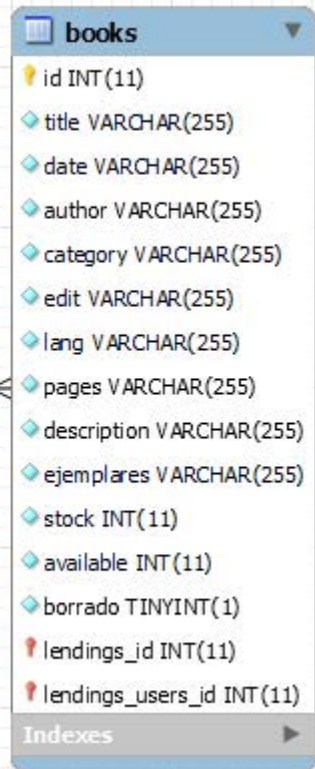 books
id INT(11)
title VARCHAR(255)
date VARCHAR(255)
author VARCHAR(255)
category VARCHAR(255)
edit VARCHAR(255)
lang VARCHAR(255)
pages VARCHAR(255)
description VARCHAR(255)
ejemplares VARCHAR(255)
stock INT(11)
available INT(11)
borrado TINYINT(1)
lendings_id INT(11)
lendings_users_id INT(11)
Indexes